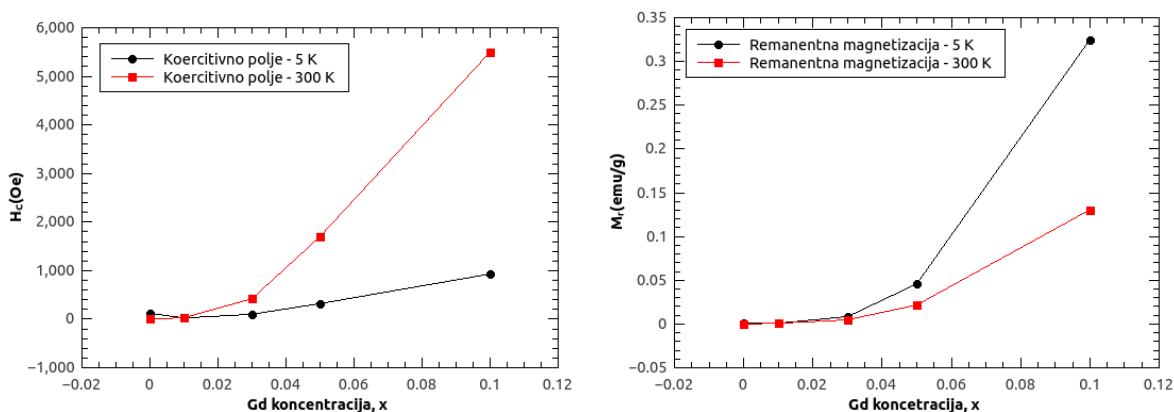 6,000
5,000
4,000
3,000
2,000
1,000
0
−1,000
H_C(Oe)
Koercitivno polje - 5 K
Koercitivno polje - 300 K
−0.02 0 0.02 0.04 0.06 0.08 0.1 0.12
Gd koncentracija, x
0.35
0.3
0.25
0.2
0.15
0.1
0.05
0
−0.05
M_r(emu/g)
Remanentna magnetizacija - 5 K
Remanentna magnetizacija - 300 K
−0.02 0 0.02 0.04 0.06 0.08 0.1 0.12
Gd koncetracija, x